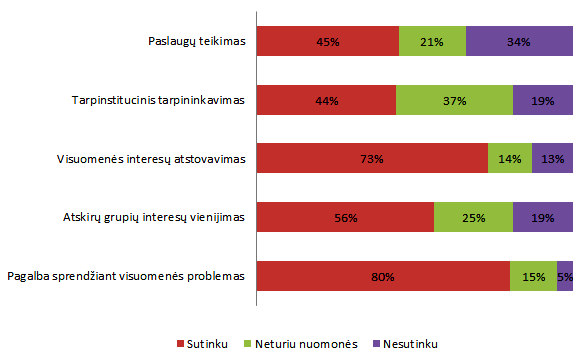 Paslaugų teikimas 45% 21% 34%
Tarpinstitucinis tarpininkavimas 44% 37% 19%
Visuomenės interesų atstovavimas 73% 14% 13%
Atskirų grupių interesų vienijimas 56% 25% 19%
Pagalba sprendžiant visuomenės problemas 80% 15% 5%
Sutinku Neturiu nuomonės Nesutinku